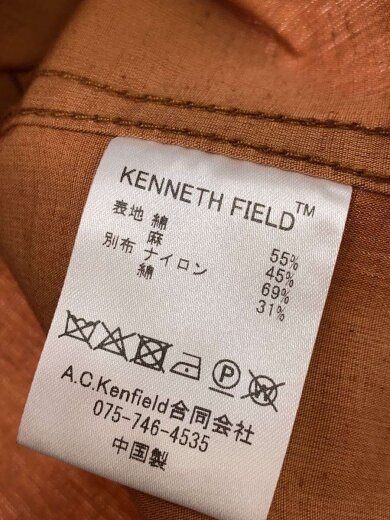 KENNETH FIELD™
表地 綿 55%
麻 45%
別布 ナイロン 69%
綿 31%
P W
A.C.Kenfield合同会社
075-746-4535
中国製